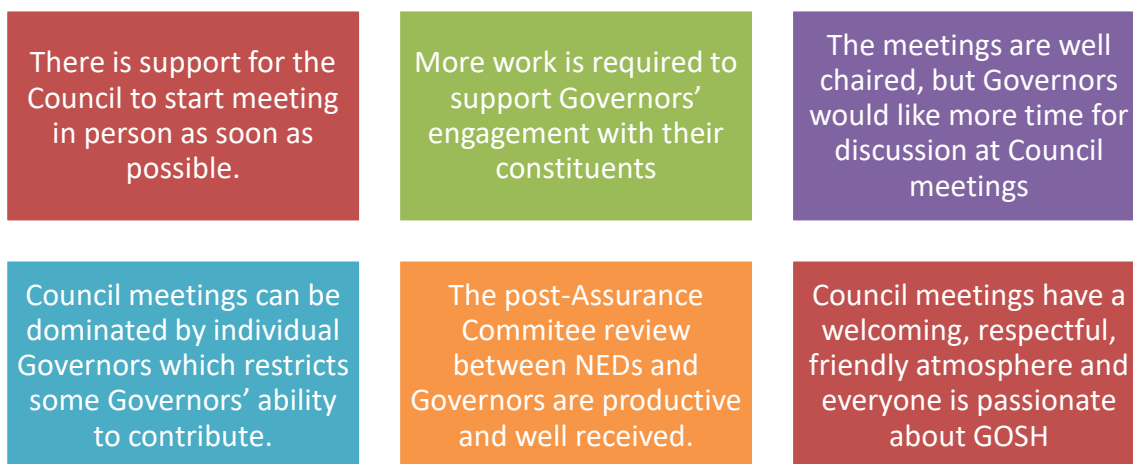 There is support for the
Council to start meeting
in person as soon as
possible.
More work is required to
support Governors’
engagement with their
constituents
The meetings are well
chaired, but Governors
would like more time for
discussion at Council
meetings
Council meetings can be
dominated by individual
Governors which restricts
some Governors’ ability
to contribute.
The post-Assurance
Commitee review
between NEDs and
Governors are productive
and well received.
Council meetings have a
welcoming, respectful,
friendly atmosphere and
everyone is passionate
about GOSH